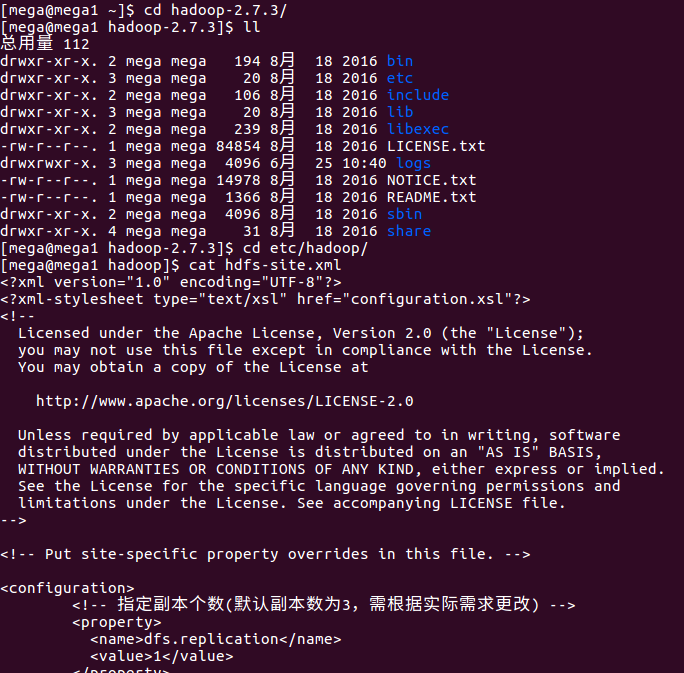 [mega@mega1 ~]$ cd hadoop-2.7.3/
[mega@mega1 hadoop-2.7.3]$ ll
总用量 112
drwxr-xr-x. 2 mega mega   194 8月  18 2016 bin
drwxr-xr-x. 3 mega mega    20 8月  18 2016 etc
drwxr-xr-x. 2 mega mega   106 8月  18 2016 include
drwxr-xr-x. 3 mega mega    20 8月  18 2016 lib
drwxr-xr-x. 2 mega mega   239 8月  18 2016 libexec
-rw-r--r--. 1 mega mega 84854 8月  18 2016 LICENSE.txt
drwxrwxr-x. 3 mega mega  4096 6月  25 10:40 logs
-rw-r--r--. 1 mega mega 14978 8月  18 2016 NOTICE.txt
-rw-r--r--. 1 mega mega  1366 8月  18 2016 README.txt
drwxr-xr-x. 2 mega mega  4096 8月  18 2016 sbin
drwxr-xr-x. 4 mega mega    31 8月  18 2016 share
[mega@mega1 hadoop-2.7.3]$ cd etc/hadoop/
[mega@mega1 hadoop]$ cat hdfs-site.xml
<?xml version="1.0" encoding="UTF-8"?>
<?xml-stylesheet type="text/xsl" href="configuration.xsl"?>
<!--
  Licensed under the Apache License, Version 2.0 (the "License");
  you may not use this file except in compliance with the License.
  You may obtain a copy of the License at

    http://www.apache.org/licenses/LICENSE-2.0

  Unless required by applicable law or agreed to in writing, software
  distributed under the License is distributed on an "AS IS" BASIS,
  WITHOUT WARRANTIES OR CONDITIONS OF ANY KIND, either express or implied.
  See the License for the specific language governing permissions and
  limitations under the License. See accompanying LICENSE file.
-->

<!-- Put site-specific property overrides in this file. -->

<configuration>
        <!-- 指定副本个数(默认副本数为3，需根据实际需求更改) -->
        <property>
          <name>dfs.replication</name>
          <value>1</value>
        </property>